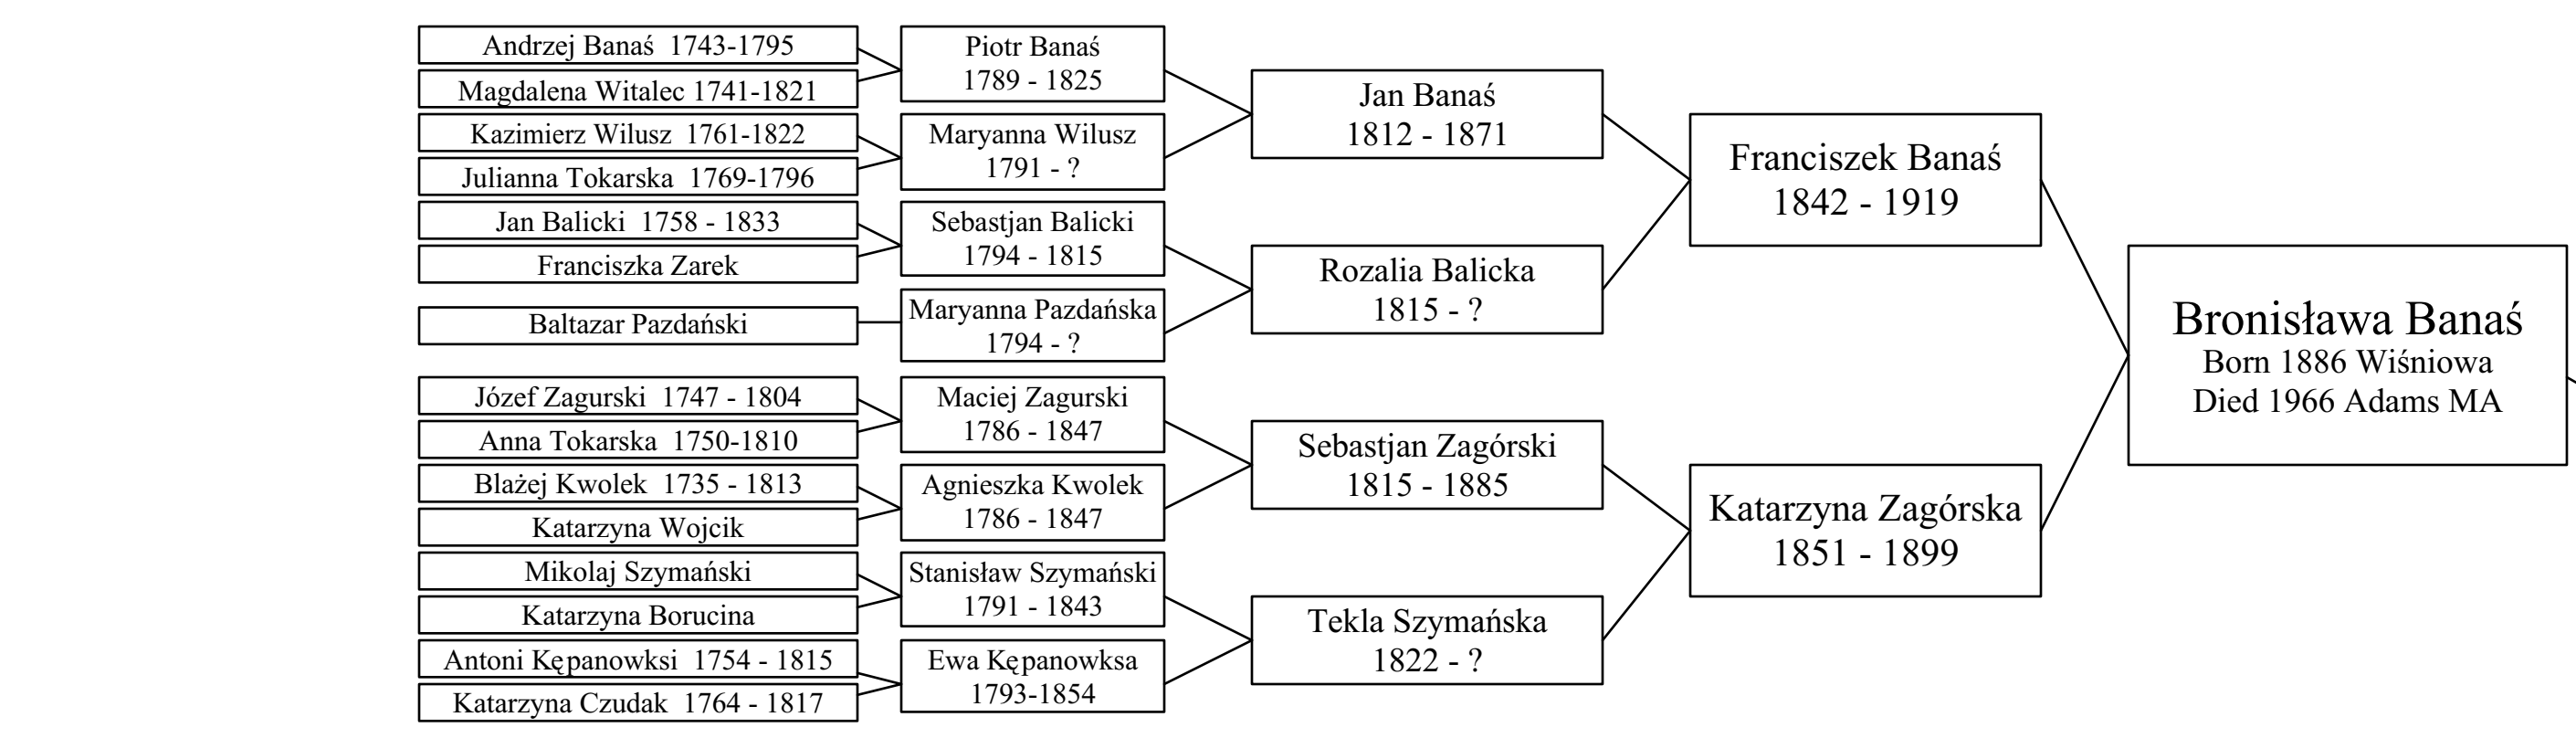 Andrzej Banaś  1743-1795
Magdalena Witalec 1741-1821
Kazimierz Wilusz  1761-1822
Julianna Tokarska  1769-1796
Jan Balicki  1758 - 1833
Franciszka Zarek
Baltazar Pazdański
Józef Zagurski  1747 - 1804
Anna Tokarska  1750-1810
Blażej Kwolek  1735 - 1813
Katarzyna Wojcik
Mikolaj Szymański
Katarzyna Borucina
Antoni Kępanowksi  1754 - 1815
Katarzyna Czudak  1764 - 1817
Piotr Banaś
1789 - 1825
Maryanna Wilusz
1791 - ?
Sebastjan Balicki
1794 - 1815
Maryanna Pazdańska
1794 - ?
Maciej Zagurski
1786 - 1847
Agnieszka Kwolek
1786 - 1847
Stanisław Szymański
1791 - 1843
Ewa Kępanowksa
1793-1854
Jan Banaś
1812 - 1871
Rozalia Balicka
1815 - ?
Sebastjan Zagórski
1815 - 1885
Tekla Szymańska
1822 - ?
Franciszek Banaś
1842 - 1919
Katarzyna Zagórska
1851 - 1899
Bronisława Banaś
Born 1886 Wiśniowa
Died 1966 Adams MA